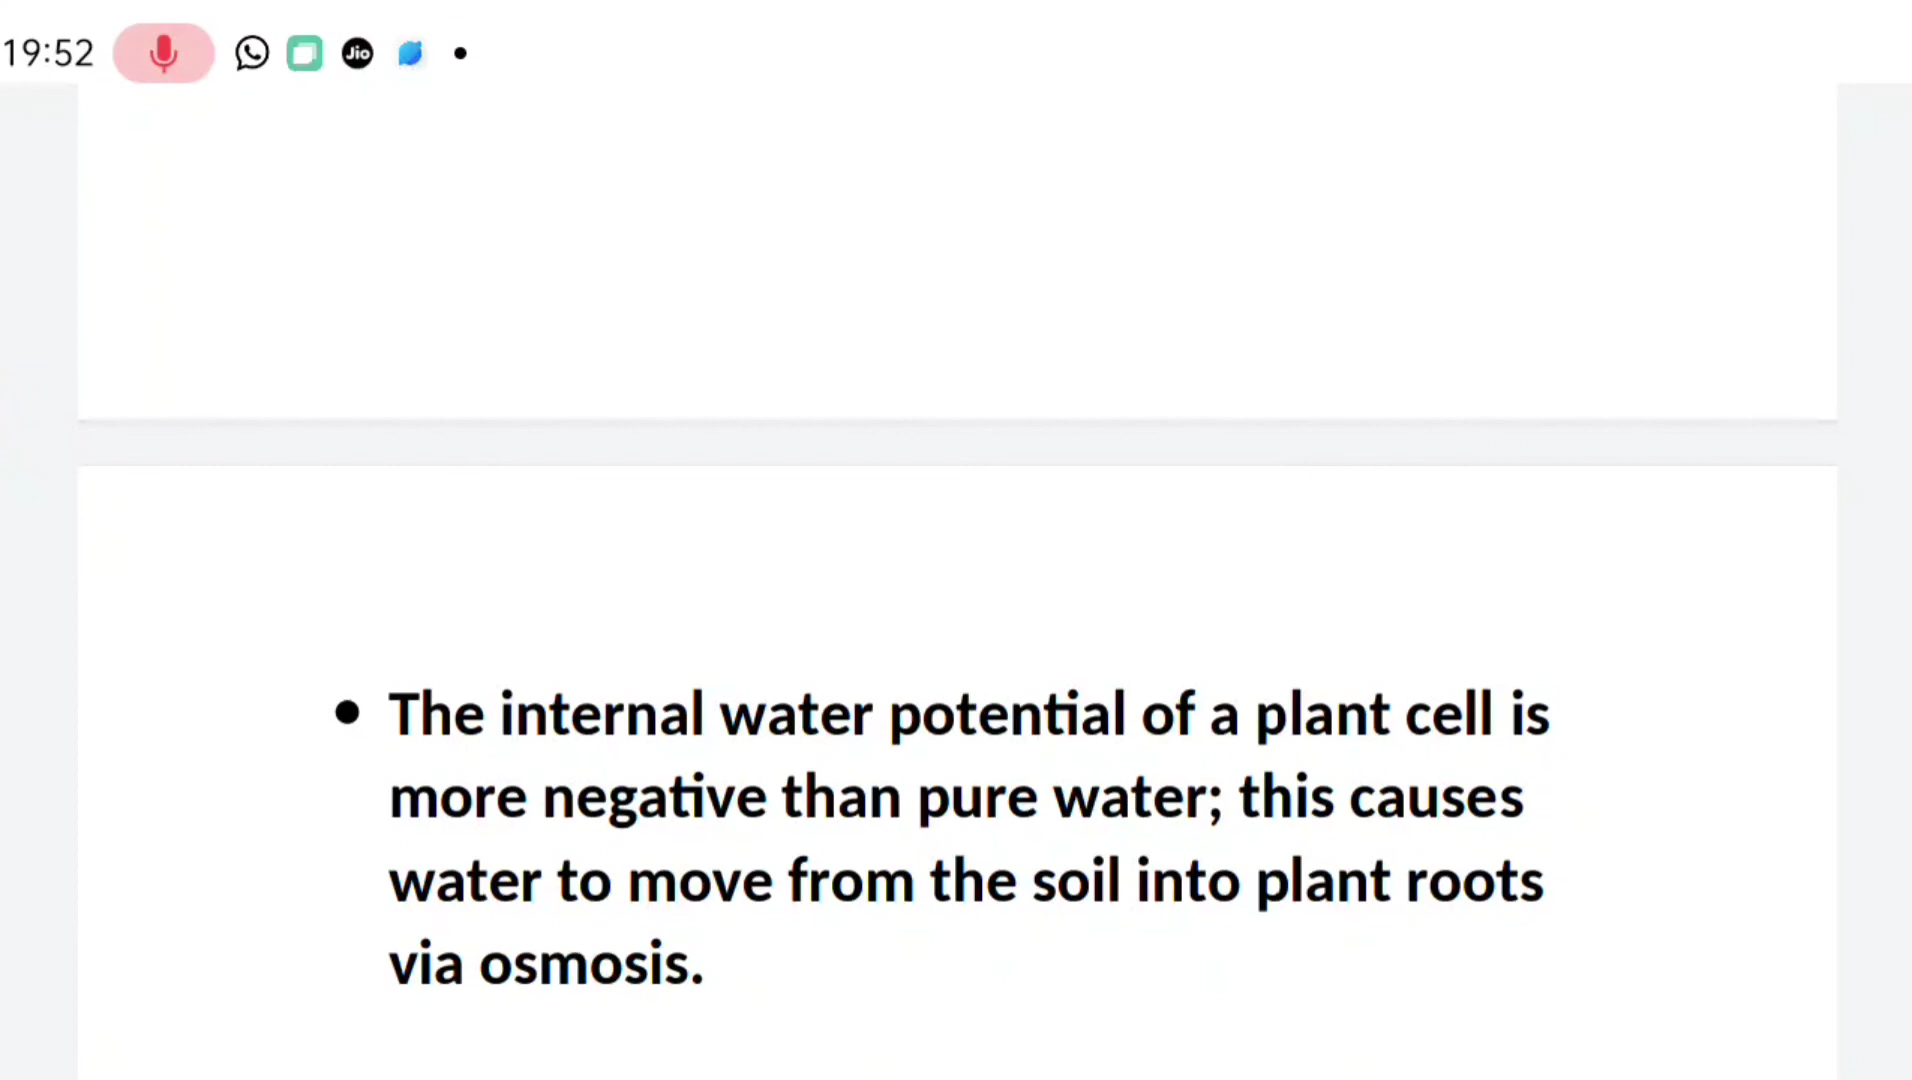 19:52 Jio
• The internal water potential of a plant cell is
more negative than pure water; this causes
water to move from the soil into plant roots
via osmosis.